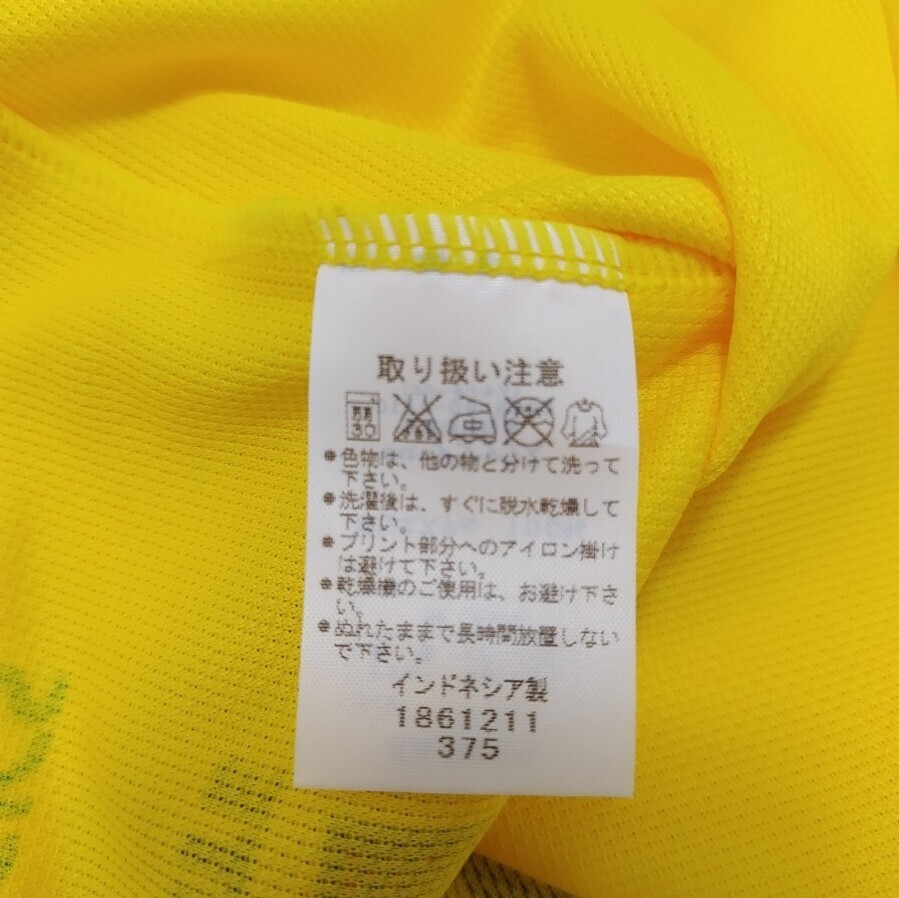 取り扱い注意
30
中
●色物は、他の物と分けて洗って
下さい。
●洗濯後は、すぐに脱水乾燥して
下さい。
●プリント部分へのアイロン掛け
は避けて下さい。
●乾燥機のご使用は、お避け下さ
い。
●ぬれたままで長時間放置しない
で下さい。
インドネシア製
1861211
375